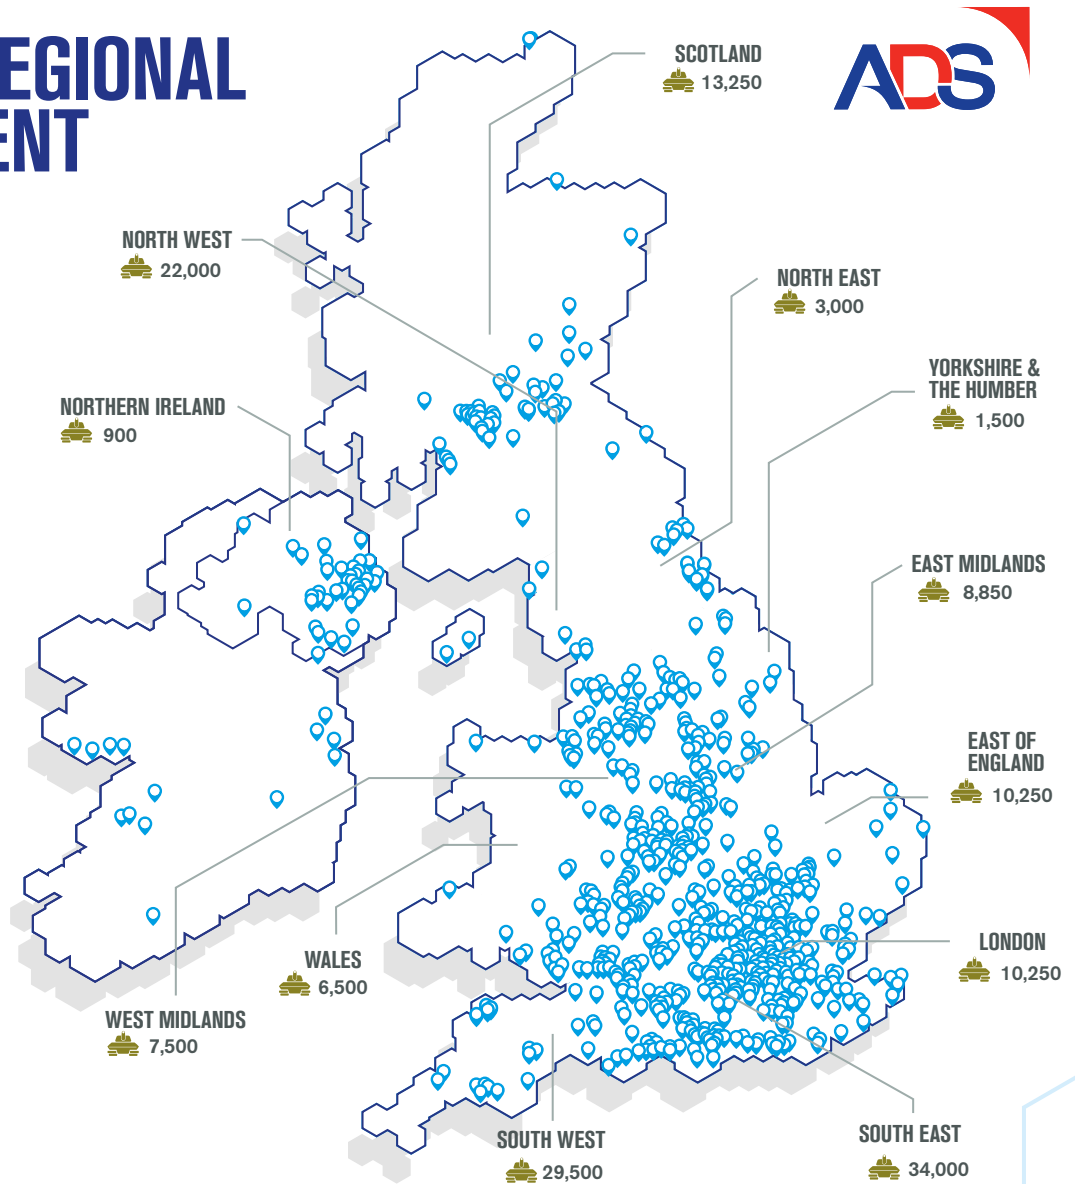 EGIONAL
ENT
ADS
SCOTLAND
13,250
NORTH WEST
22,000
NORTH EAST
3,000
YORKSHIRE &
THE HUMBER
1,500
NORTHERN IRELAND
900
EAST MIDLANDS
8,850
EAST OF
ENGLAND
10,250
LONDON
10,250
WALES
6,500
WEST MIDLANDS
7,500
SOUTH WEST
29,500
SOUTH EAST
34,000